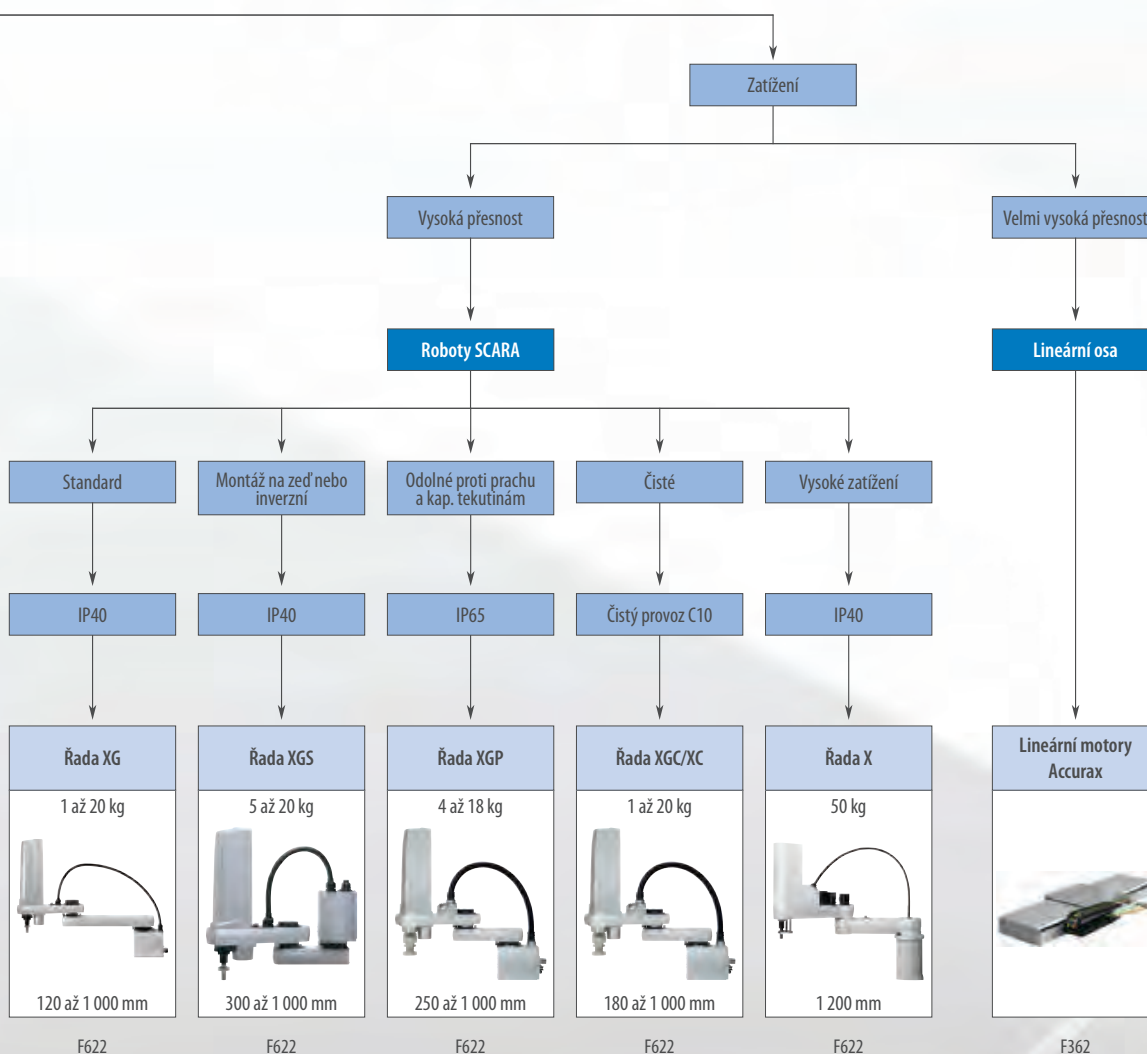 Zatížení
Vysoká přesnost
Velmi vysoká přesnost
Roboty SCARA
Lineární osa
Standard
Montáž na zeď nebo
inverzní
Odolné proti prachu
a kap. tekutinám
Čisté
Vysoké zatížení
IP40
IP40
IP65
Čistý provoz C10
IP40
Řada XG
Řada XGS
Řada XGP
Řada XGC/XC
Řada X
Lineární motory
Accurax
1 až 20 kg
5 až 20 kg
4 až 18 kg
1 až 20 kg
50 kg
120 až 1 000 mm
300 až 1 000 mm
250 až 1 000 mm
180 až 1 000 mm
1 200 mm
F622
F622
F622
F622
F622
F362